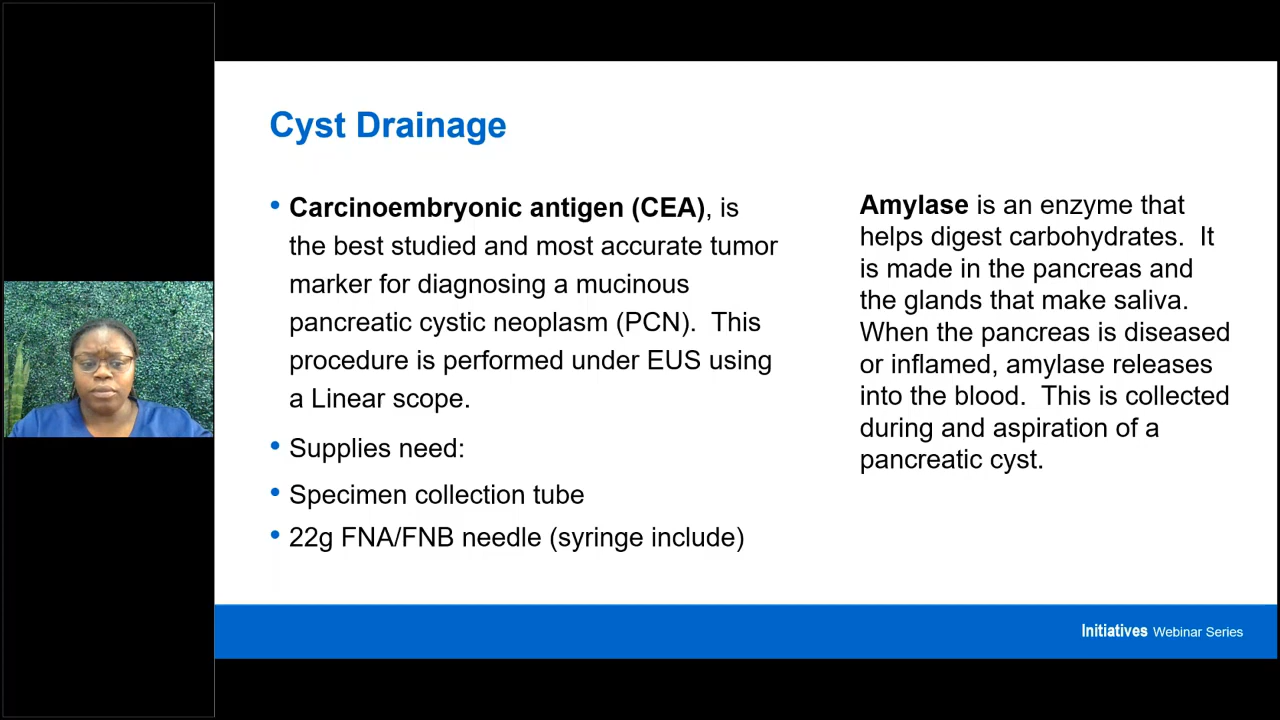 Cyst Drainage
• Carcinoembryonic antigen (CEA), is
the best studied and most accurate tumor
marker for diagnosing a mucinous
pancreatic cystic neoplasm (PCN).  This
procedure is performed under EUS using
a Linear scope.
• Supplies need:
• Specimen collection tube
• 22g FNA/FNB needle (syringe include)
Amylase is an enzyme that
helps digest carbohydrates.  It
is made in the pancreas and
the glands that make saliva.
When the pancreas is diseased
or inflamed, amylase releases
into the blood.  This is collected
during and aspiration of a
pancreatic cyst.
Initiatives Webinar Series